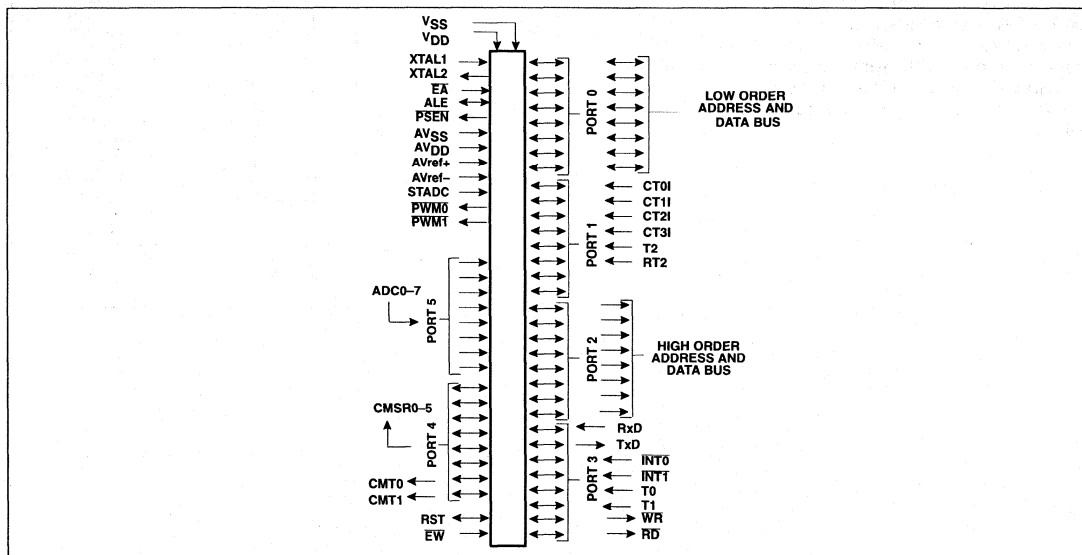 VSS
VDD
XTAL1
XTAL2
EA
ALE
PSEN
AVSS
AVDD
AVref+
AVref–
STADC
PWM0
PWM1
ADC0–7
PORT 5
CMSR0–5
PORT 4
CMT0
CMT1
RST
EW
PORT 0
LOW ORDER
ADDRESS AND
DATA BUS
PORT 1
CT0I
CT1I
CT2I
CT3I
T2
RT2
PORT 2
HIGH ORDER
ADDRESS AND
DATA BUS
PORT 3
RxD
TxD
INT0
INT1
T0
T1
WR
RD